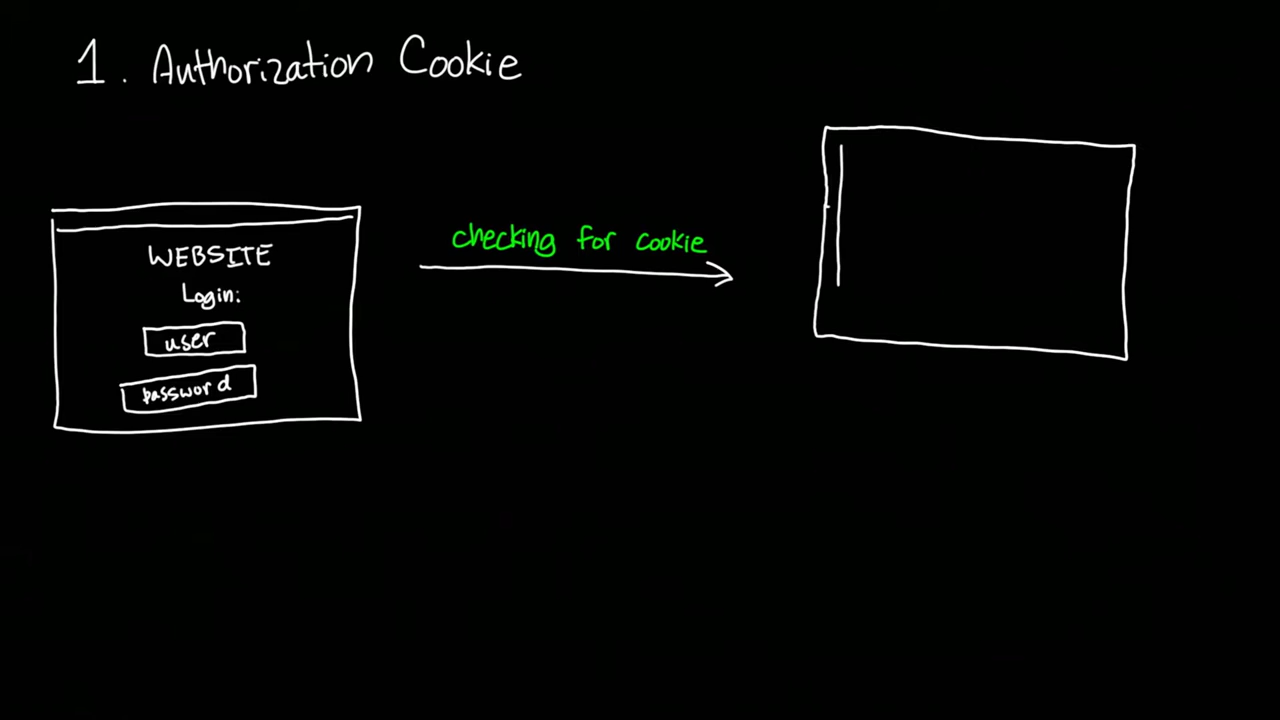 1. Authorization Cookie
WEBSITE
Login:
user
password
checking for cookie